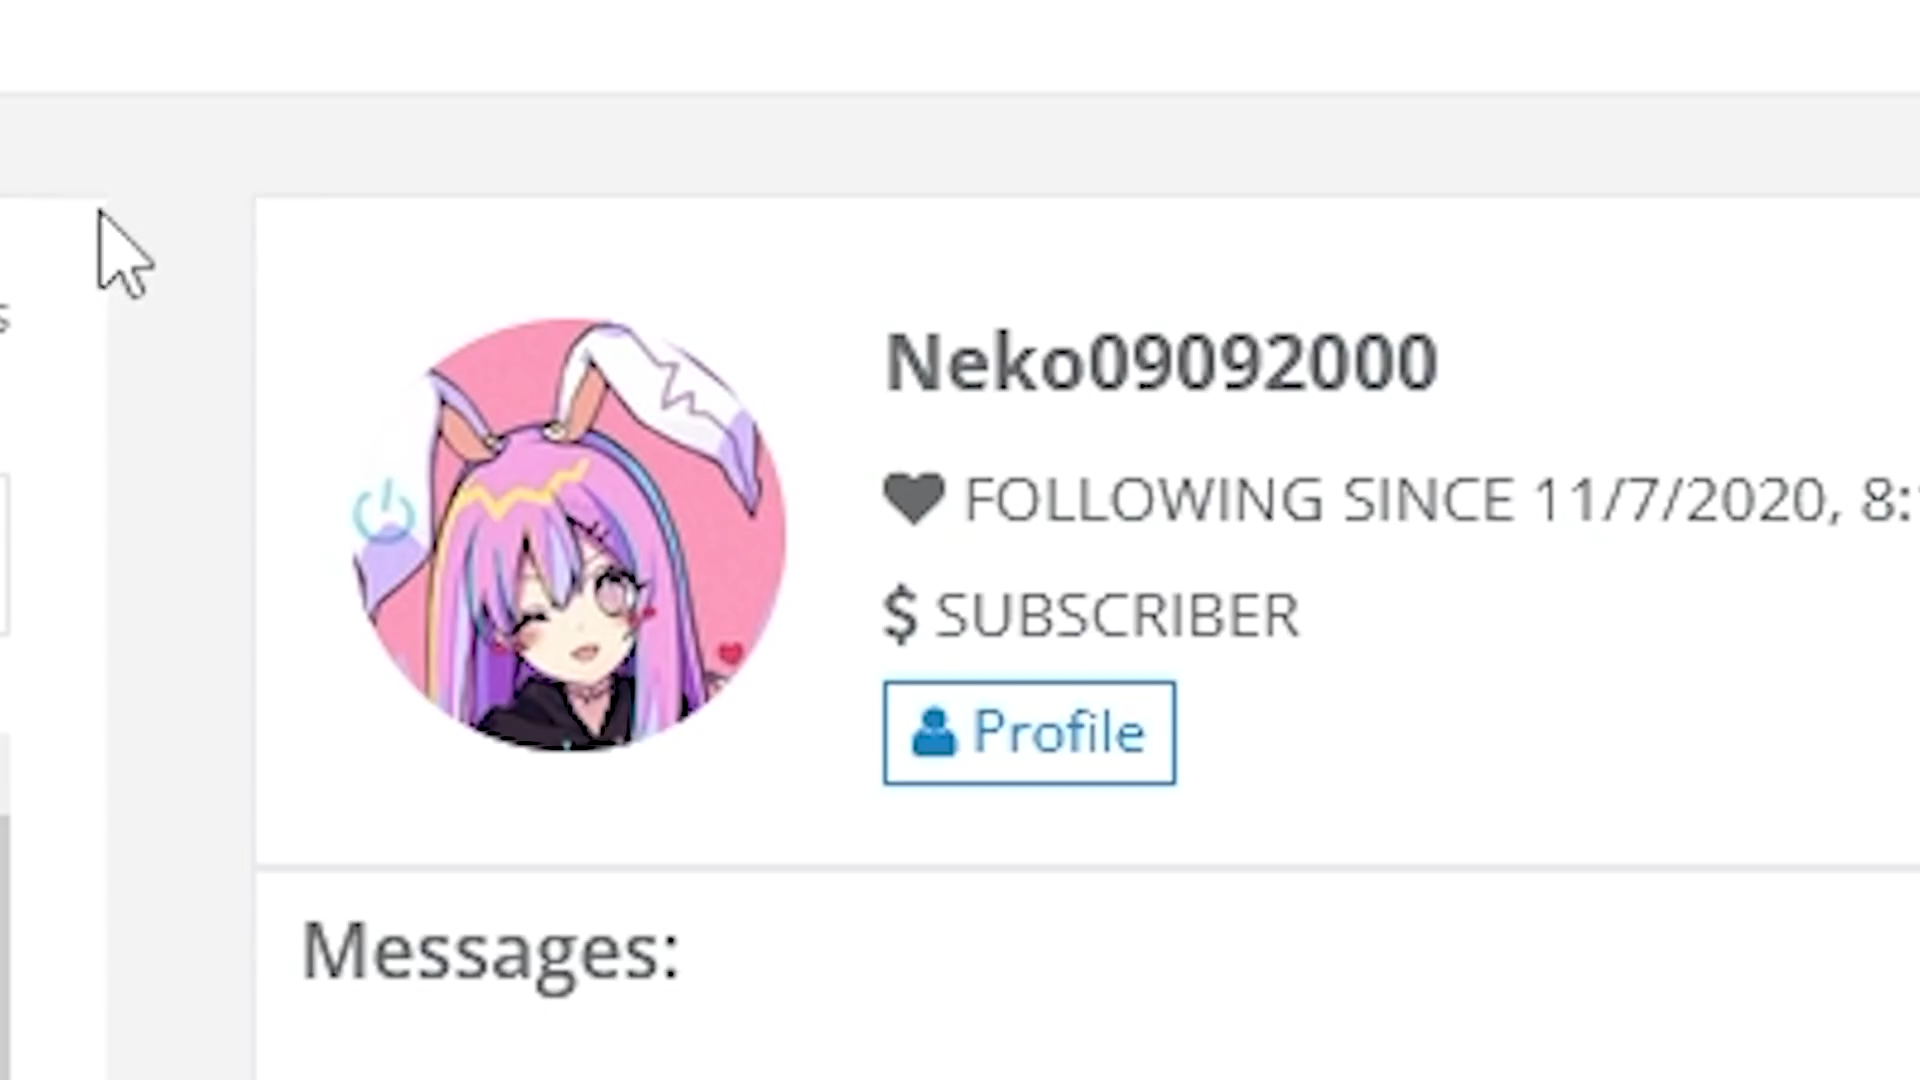 s
Neko09092000
FOLLOWING SINCE 11/7/2020, 8:
$ SUBSCRIBER
Profile
Messages: